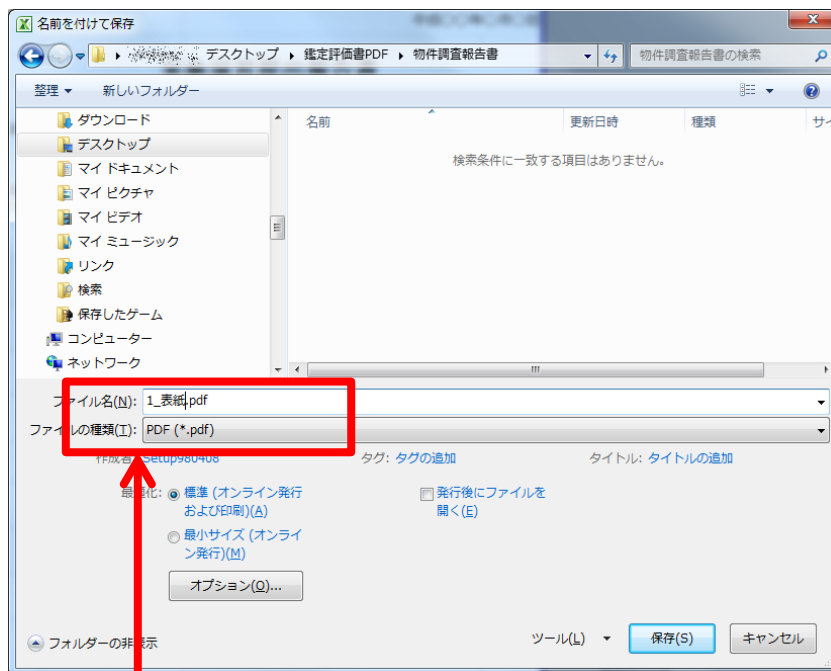 名前を付けて保存
デスクトップ ▸ 鑑定評価書PDF ▸ 物件調査報告書
物件調査報告書の検索
整理 ▼ 新しいフォルダー
ダウンロード
デスクトップ
マイ ドキュメント
マイ ピクチャ
マイ ビデオ
マイ ミュージック
リンク
検索
保存したゲーム
コンピューター
ネットワーク
名前 更新日時 種類 サイ
検索条件に一致する項目はありません。
ファイル名(N): 1_表紙.pdf
ファイルの種類(T): PDF (*.pdf)
作成者: Setup980408 タグ: タグの追加 タイトル: タイトルの追加
最適化: 標準 (オンライン発行
および印刷)(A)
最小サイズ (オンライ
ン発行)(M)
発行後にファイルを
開く(E)
オプション(O)...
フォルダーの非表示 ツール(L) ▼ 保存(S) キャンセル